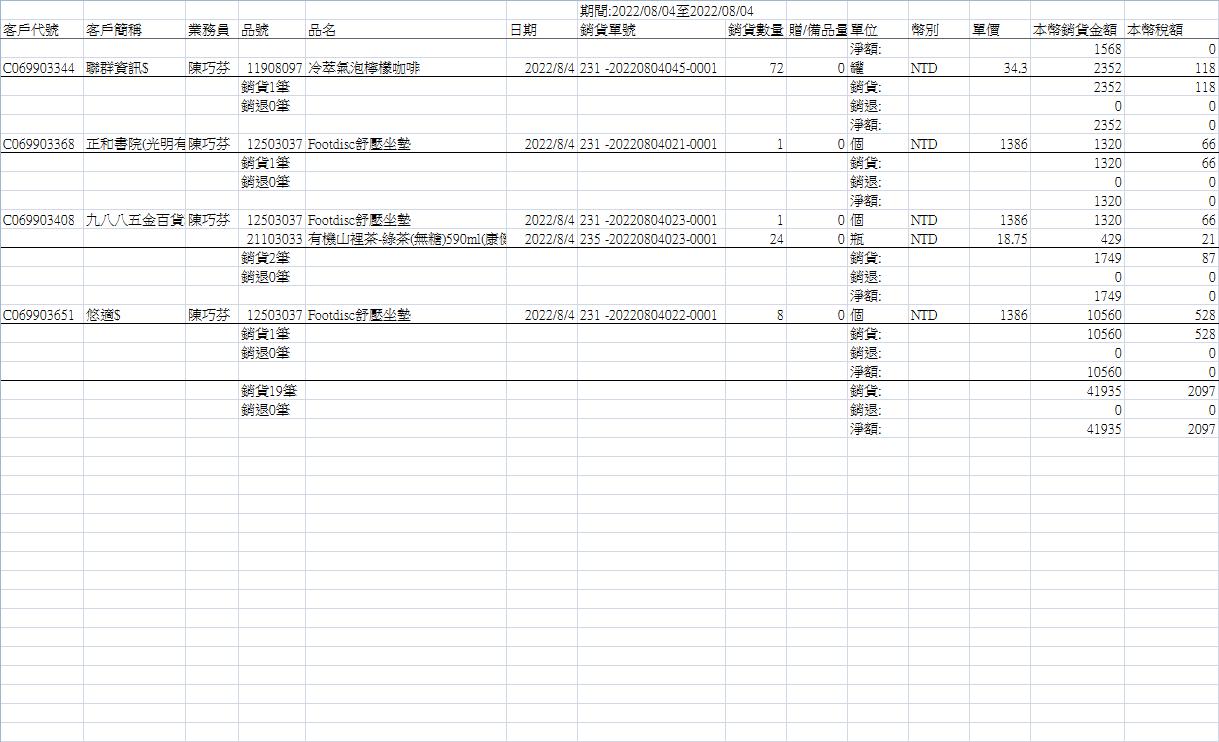 期間:2022/08/04至2022/08/04
客戶代號 客戶簡稱 業務員 品號 品名 日期 銷貨單號 銷貨數量 贈/備品量 單位 幣別 單價 本幣銷貨金額 本幣稅額
淨額: 1568 0
C069903344 聯群資訊$ 陳巧芬 11908097 冷萃氣泡檸檬咖啡 2022/8/4 231 -20220804045-0001 72 0 罐 NTD 34.3 2352 118
銷貨1筆 銷貨: 2352 118
銷退0筆 銷退: 0 0
淨額: 2352 0
C069903368 正和書院(光明有 陳巧芬 12503037 Footdisc舒壓坐墊 2022/8/4 231 -20220804021-0001 1 0 個 NTD 1386 1320 66
銷貨1筆 銷貨: 1320 66
銷退0筆 銷退: 0 0
淨額: 1320 0
C069903408 九八八五金百貨 陳巧芬 12503037 Footdisc舒壓坐墊 2022/8/4 231 -20220804023-0001 1 0 個 NTD 1386 1320 66
21103033 有機山裡茶-綠茶(無糖)590ml(康 2022/8/4 235 -20220804023-0001 24 0 瓶 NTD 18.75 429 21
銷貨2筆 銷貨: 1749 87
銷退0筆 銷退: 0 0
淨額: 1749 0
C069903651 悠適$ 陳巧芬 12503037 Footdisc舒壓坐墊 2022/8/4 231 -20220804022-0001 8 0 個 NTD 1386 10560 528
銷貨1筆 銷貨: 10560 528
銷退0筆 銷退: 0 0
淨額: 10560 0
銷貨19筆 銷貨: 41935 2097
銷退0筆 銷退: 0 0
淨額: 41935 2097